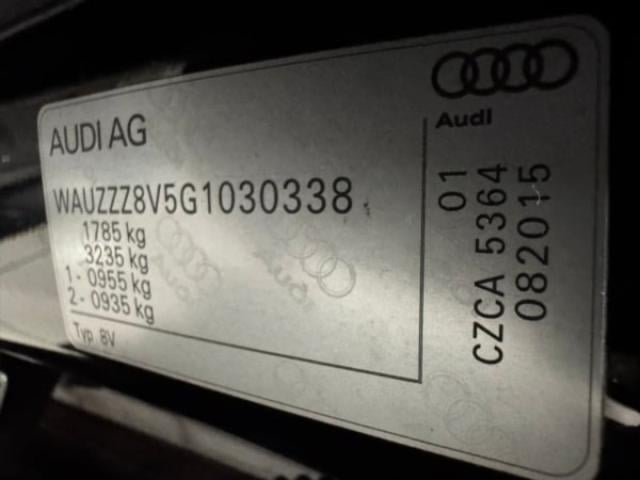 AUDI AG
WAUZZZ8V5G1030338
1785 kg
3235 kg
1 - 0955 kg
2 - 0935 kg
Typ 8V
Audi
01
CZCA 5364
082015